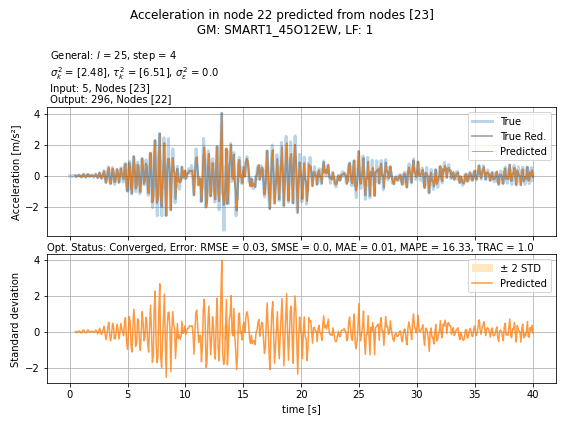 Acceleration in node 22 predicted from nodes [23]
GM: SMART1_45O12EW, LF: 1
General: l = 25, step = 4
σ²ₖ = [2.48], τ²ₖ = [6.51], σ²ε = 0.0
Input: 5, Nodes [23]
Output: 296, Nodes [22]
4
2
0
−2
Acceleration [m/s²]
True
True Red.
Predicted
Opt. Status: Converged, Error: RMSE = 0.03, SMSE = 0.0, MAE = 0.01, MAPE = 16.33, TRAC = 1.0
4
2
0
−2
Standard deviation
± 2 STD
Predicted
0 5 10 15 20 25 30 35 40
time [s]